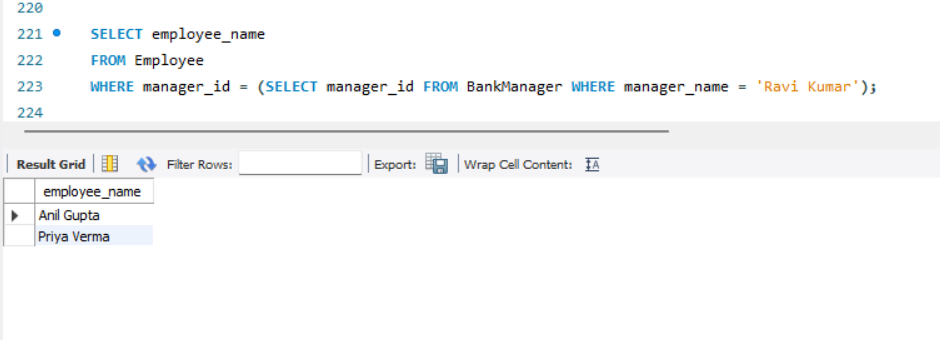 220
221 SELECT employee_name
222 FROM Employee
223 WHERE manager_id = (SELECT manager_id FROM BankManager WHERE manager_name = 'Ravi Kumar');
224
Result Grid Filter Rows: Export: Wrap Cell Content:
employee_name
Anil Gupta
Priya Verma